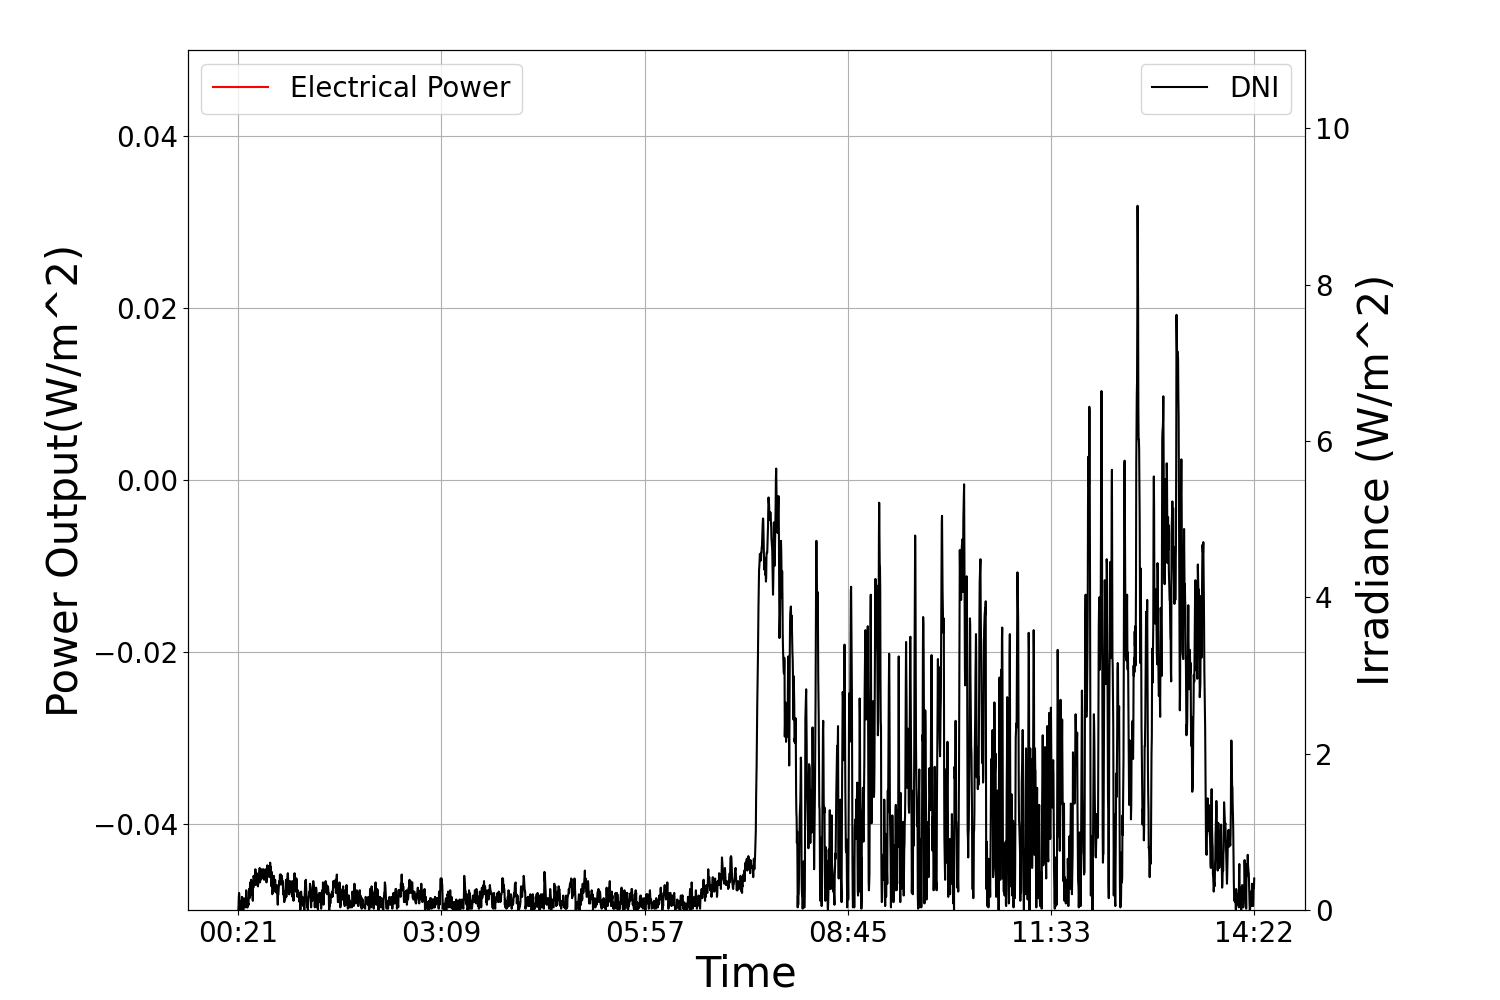 Electrical Power
DNI
0.04
0.02
0.00
−0.02
−0.04
10
8
6
4
2
0
Power Output(W/m^2)
Irradiance (W/m^2)
00:21 03:09 05:57 08:45 11:33 14:22
Time